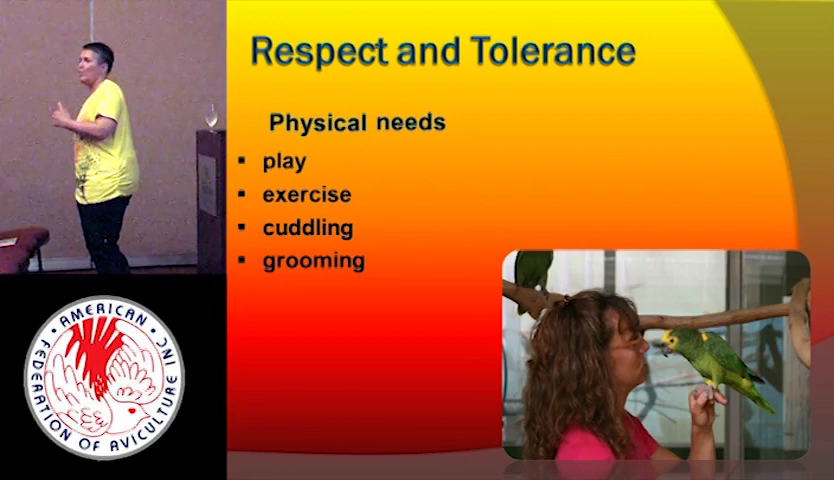 Respect and Tolerance
Physical needs
play
exercise
cuddling
grooming
AMERICAN
FEDERATION OF AVICULTURE INC